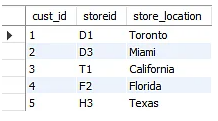 cust_id storeid store_location
1 D1 Toronto
2 D3 Miami
3 T1 California
4 F2 Florida
5 H3 Texas